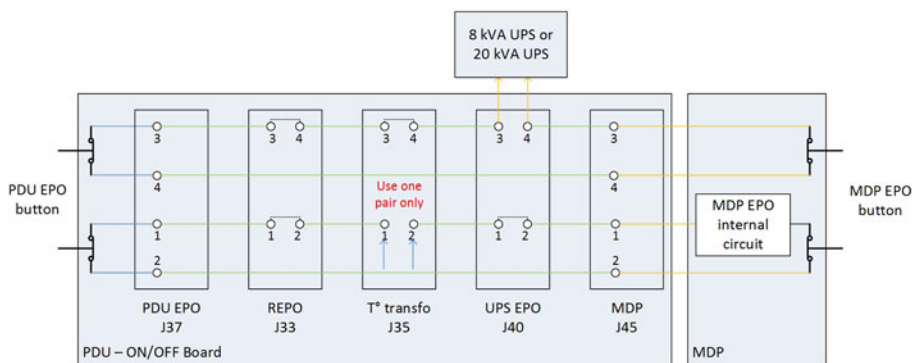 8 kVA UPS or
20 kVA UPS
3 3 4 3 4 3 4 3
4 4
PDU EPO
button
Use one
pair only
MDP EPO
button
1 1 2 1 2 1 2 1
MDP EPO
internal
circuit
2 2
PDU EPO
J37
REPO
J33
T° transfo
J35
UPS EPO
J40
MDP
J45
PDU – ON/OFF Board
MDP